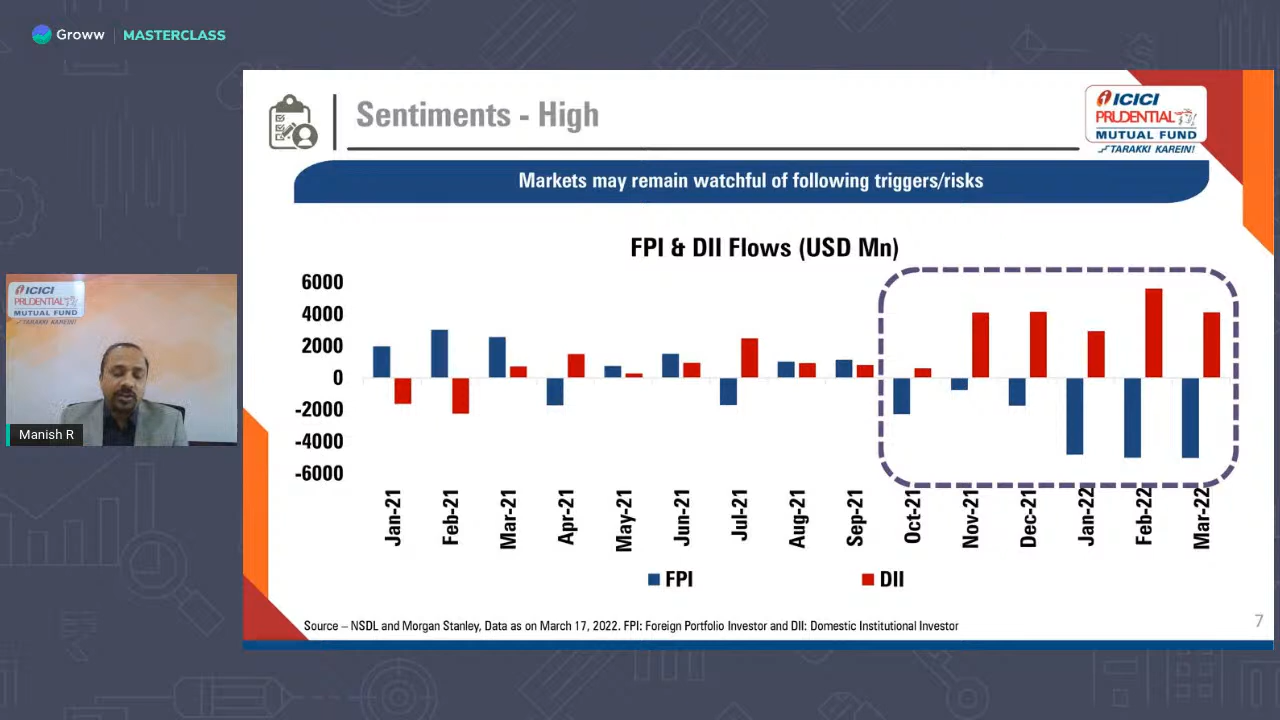 Groww | MASTERCLASS
Sentiments - High
ICICI
PRUDENTIAL
MUTUAL FUND
TARAKKI KAREIN!
Markets may remain watchful of following triggers/risks
FPI & DII Flows (USD Mn)
6000
4000
2000
0
-2000
-4000
-6000
Jan-21
Feb-21
Mar-21
Apr-21
May-21
Jun-21
Jul-21
Aug-21
Sep-21
Oct-21
Nov-21
Dec-21
Jan-22
Feb-22
Mar-22
FPI
DII
Source – NSDL and Morgan Stanley, Data as on March 17, 2022. FPI: Foreign Portfolio Investor and DII: Domestic Institutional Investor
7
ICICI
PRUDENTIAL
MUTUAL FUND
TARAKKI KAREIN!
Manish R